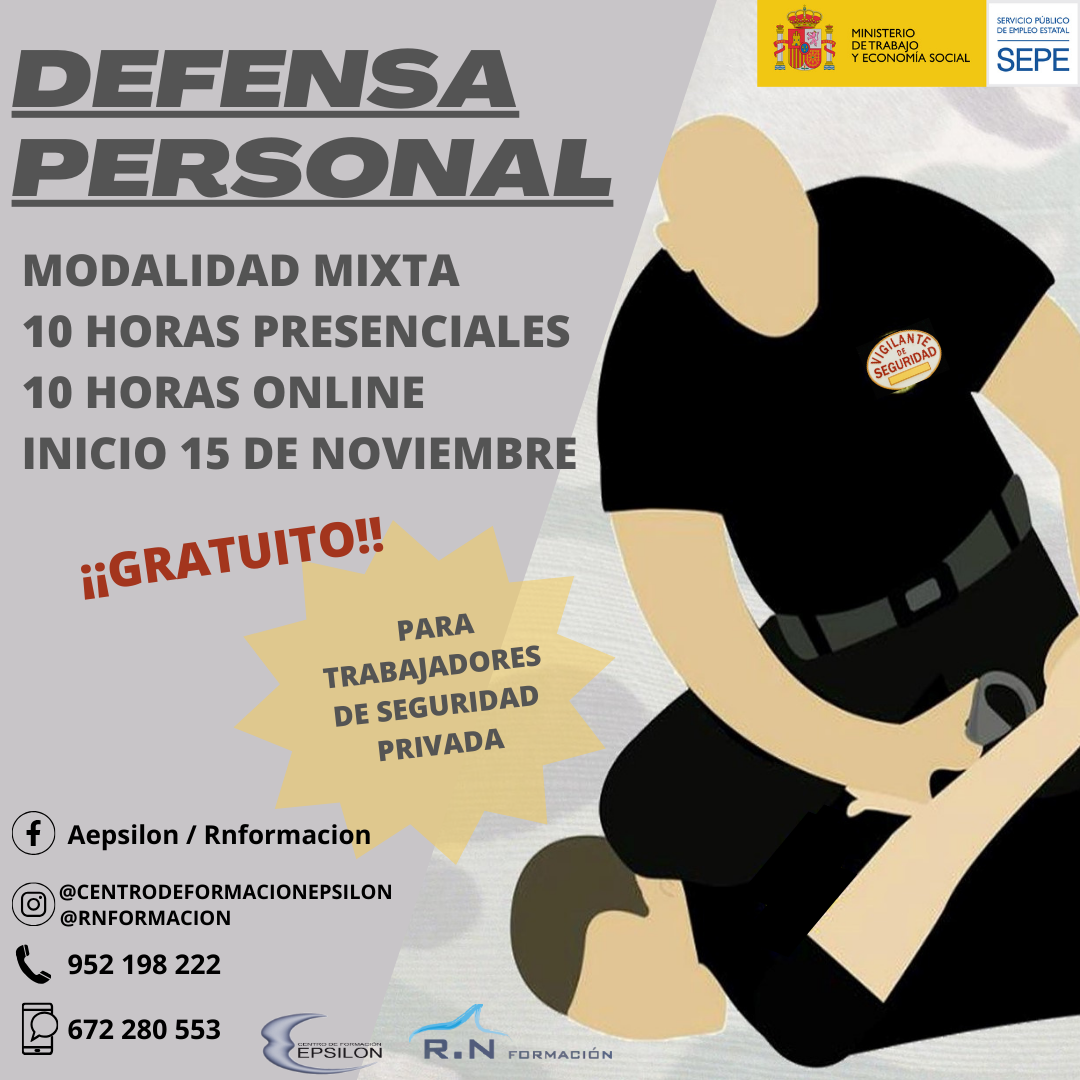 MINISTERIO
DE TRABAJO
Y ECONOMÍA SOCIAL
SERVICIO PÚBLICO
DE EMPLEO ESTATAL
SEPE
DEFENSA
PERSONAL
MODALIDAD MIXTA
10 HORAS PRESENCIALES
10 HORAS ONLINE
INICIO 15 DE NOVIEMBRE
VIGILANTE
DE
SEGURIDAD
¡¡GRATUITO!!
PARA
TRABAJADORES
DE SEGURIDAD
PRIVADA
Aepsilon / Rnformacion
@CENTRODEFORMACIONEPSILON
@RNFORMACION
952 198 222
672 280 553
CENTRO DE FORMACIÓN
EPSILON
R.N FORMACIÓN